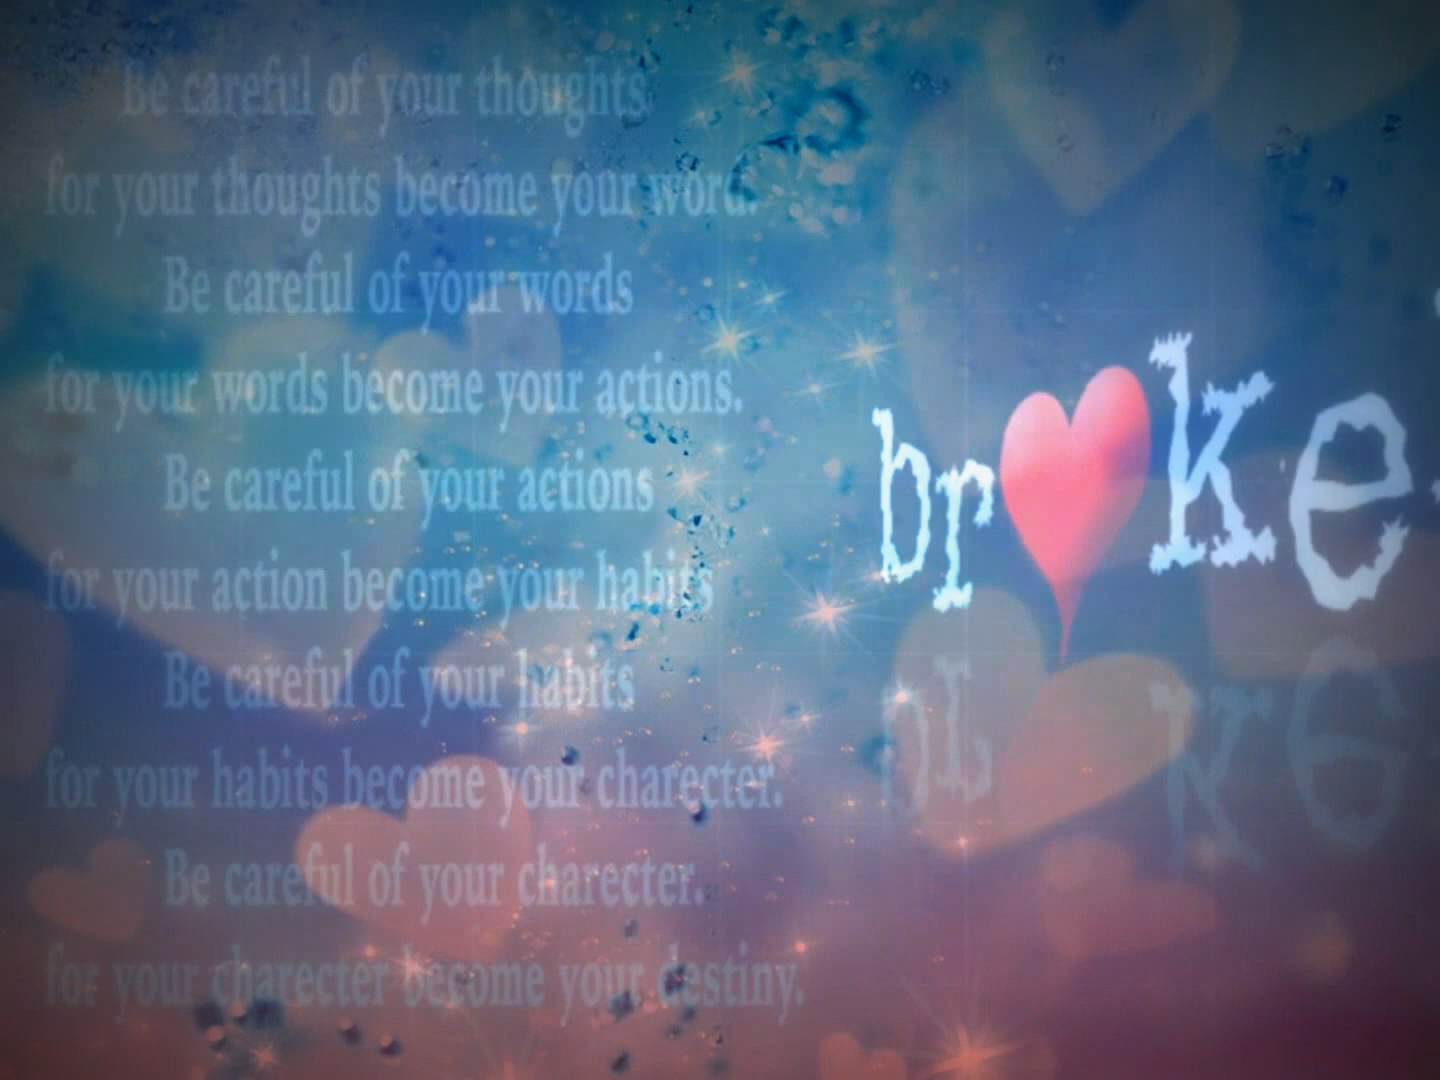 Be careful of your thoughts
for your thoughts become your word.
Be careful of your words
for your words become your actions.
Be careful of your actions
for your action become your habits
Be careful of your habits
for your habits become your charecter.
Be careful of your charecter.
for your charecter become your destiny.
br♥ke